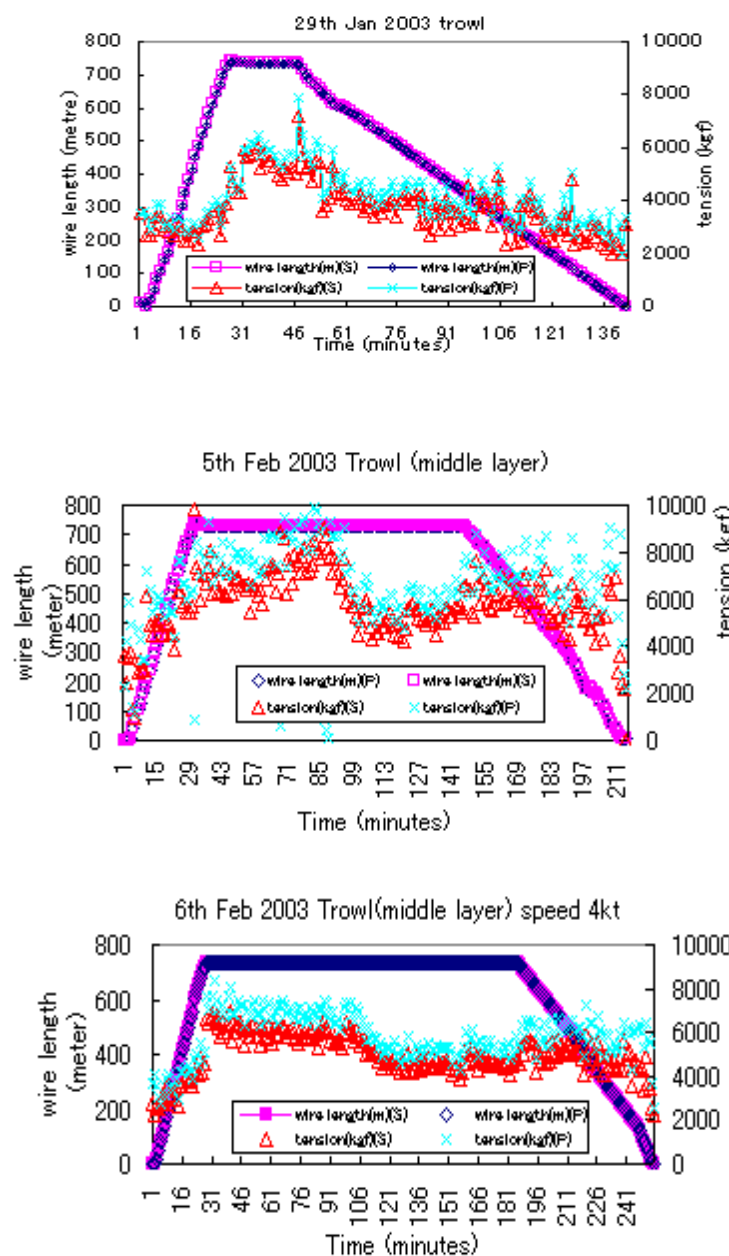 29th Jan 2003 trowl
800
700
600
500
400
300
200
100
0
10000
8000
6000
4000
2000
0
wire length (metre)
tension (kgf)
wire length(m)(S)
wire length(m)(P)
tension(kgf)(S)
tension(kgf)(P)
1 16 31 46 61 76 91 106 121 136
Time (minutes)
5th Feb 2003 Trowl (middle layer)
800
700
600
500
400
300
200
100
0
10000
8000
6000
4000
2000
0
wire length
(meter)
tension (kgf)
wire length(m)(P)
wire length(m)(S)
tension(kgf)(S)
tension(kgf)(P)
1 15 29 43 57 71 85 99 113 127 141 155 169 183 197 211
Time (minutes)
6th Feb 2003 Trowl(middle layer) speed 4kt
800
600
400
200
0
10000
9000
8000
7000
6000
5000
4000
3000
2000
1000
0
wire length
(meter)
wire length(m)(S)
wire length(m)(P)
tension(kgf)(S)
tension(kgf)(P)
1 16 31 46 61 76 91 106 121 136 151 166 181 196 211 226 241
Time (minutes)